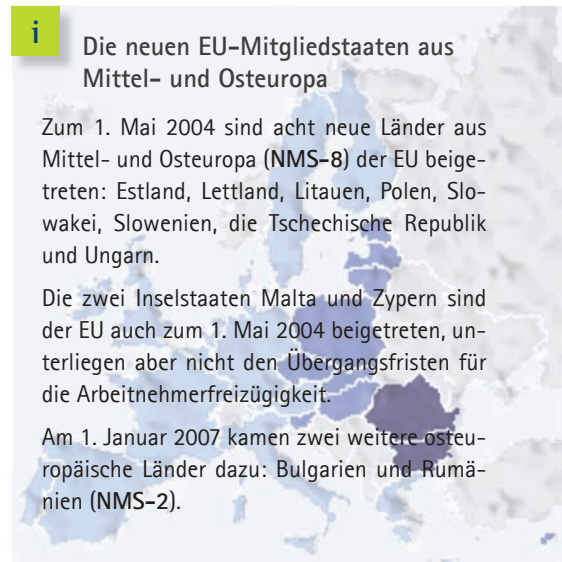 i
Die neuen EU-Mitgliedstaaten aus
Mittel- und Osteuropa
Zum 1. Mai 2004 sind acht neue Länder aus
Mittel- und Osteuropa (NMS-8) der EU beige-
treten: Estland, Lettland, Litauen, Polen, Slo-
wakei, Slowenien, die Tschechische Republik
und Ungarn.
Die zwei Inselstaaten Malta und Zypern sind
der EU auch zum 1. Mai 2004 beigetreten, un-
terliegen aber nicht den Übergangsfristen für
die Arbeitnehmerfreizügigkeit.
Am 1. Januar 2007 kamen zwei weitere osteu-
ropäische Länder dazu: Bulgarien und Rumä-
nien (NMS-2).